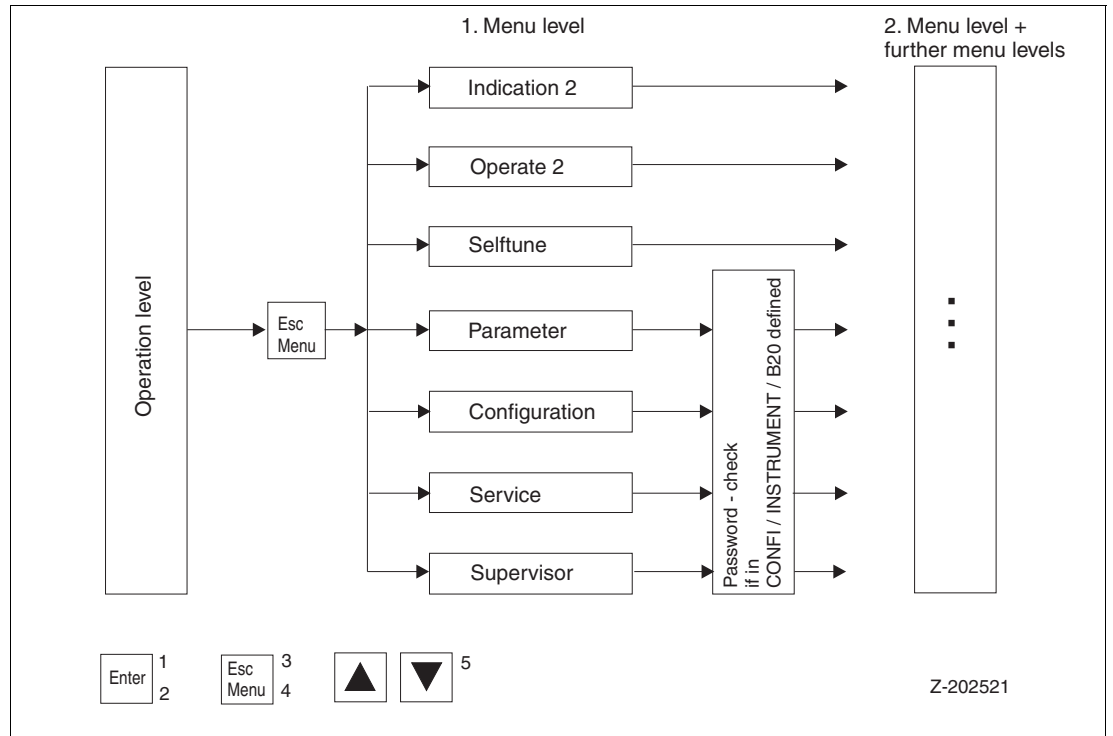 1. Menu level
2. Menu level +
further menu levels
Operation level
Esc
Menu
Indication 2
Operate 2
Selftune
Parameter
Configuration
Service
Supervisor
Password - check
if in
CONFI / INSTRUMENT / B20 defined
Enter
1
2
Esc
Menu
3
4
5
Z-202521